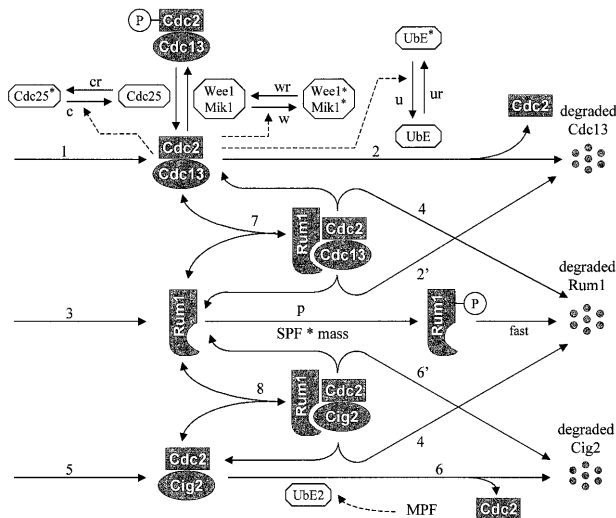 P
Cdc2
Cdc13
UbE*
cr
Cdc25*
Cdc25
c
Wee1
Mik1
wr
w
Wee1*
Mik1*
u
ur
UbE
Cdc2
degraded
Cdc13
1
Cdc2
Cdc13
2
7
Rum1
Cdc2
Cdc13
4
2'
degraded
Rum1
3
Rum1
p
SPF * mass
Rum1
P
fast
8
Rum1
Cdc2
Cig2
6'
4
degraded
Cig2
5
Cdc2
Cig2
6
UbE2
MPF
Cdc2